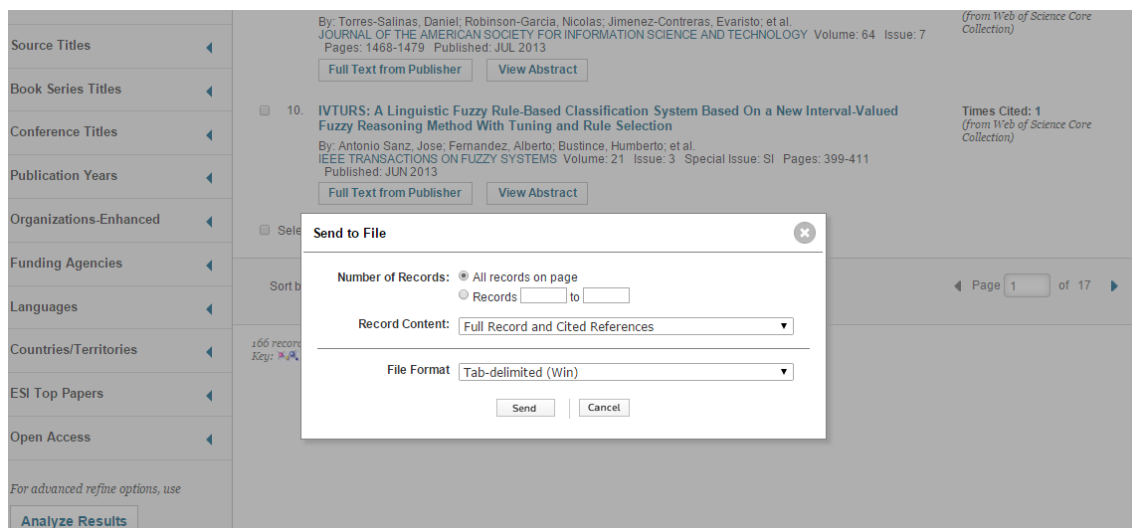 Source Titles
Book Series Titles
Conference Titles
Publication Years
Organizations-Enhanced
Funding Agencies
Languages
Countries/Territories
ESI Top Papers
Open Access
For advanced refine options, use
Analyze Results
By: Torres-Salinas, Daniel; Robinson-Garcia, Nicolas; Jimenez-Contreras, Evaristo; et al.
JOURNAL OF THE AMERICAN SOCIETY FOR INFORMATION SCIENCE AND TECHNOLOGY Volume: 64 Issue: 7
Pages: 1468-1479 Published: JUL 2013
Full Text from Publisher View Abstract
(from Web of Science Core
Collection)
10. IVTURS: A Linguistic Fuzzy Rule-Based Classification System Based On a New Interval-Valued
Fuzzy Reasoning Method With Tuning and Rule Selection
By: Antonio Sanz, Jose; Fernandez, Alberto; Bustince, Humberto; et al.
IEEE TRANSACTIONS ON FUZZY SYSTEMS Volume: 21 Issue: 3 Special Issue: SI Pages: 399-411
Published: JUN 2013
Full Text from Publisher View Abstract
Times Cited: 1
(from Web of Science Core
Collection)
Sele
Sort b
Page 1 of 17
166 recor
Key:
Send to File
Number of Records: All records on page
Records to
Record Content: Full Record and Cited References
File Format Tab-delimited (Win)
Send Cancel